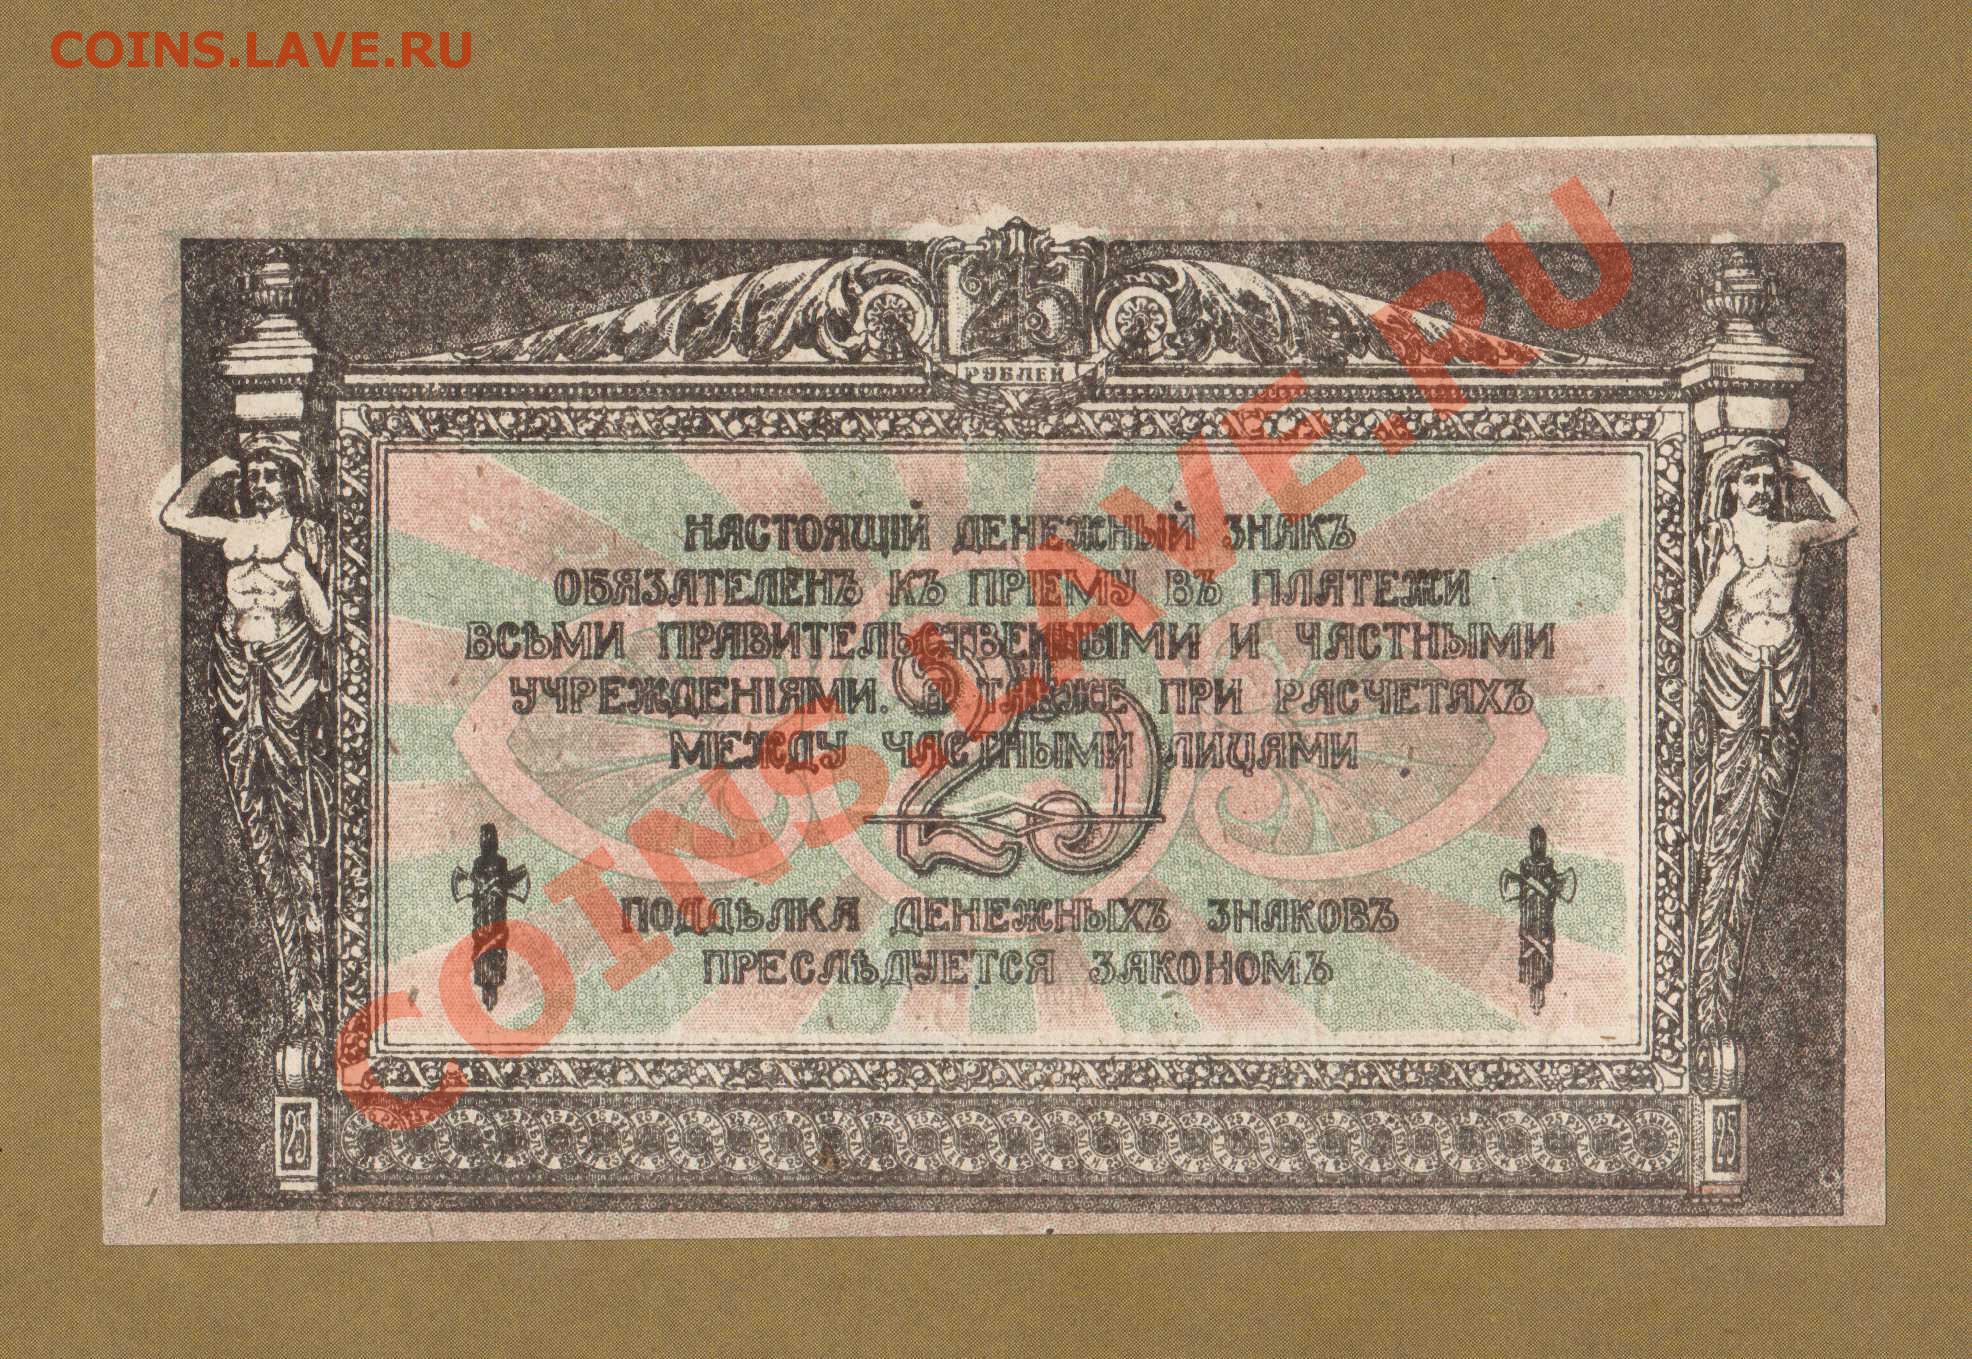 COINS.LAVE.RU
25
РУБЛЕЙ
НАСТОЯЩІЙ ДЕНЕЖНЫЙ ЗНАКЪ
ОБЯЗАТЕЛЕНЪ КЪ ПРІЕМУ ВЪ ПЛАТЕЖИ
ВСѢМИ ПРАВИТЕЛЬСТВЕННЫМИ И ЧАСТНЫМИ
УЧРЕЖДЕНІЯМИ. А ТАКЖЕ ПРИ РАСЧЕТАХЪ
МЕЖДУ ЧАСТНЫМИ ЛИЦАМИ
25
ПОДДѢЛКА ДЕНЕЖНЫХЪ ЗНАКОВЪ
ПРЕСЛѢДУЕТСЯ ЗАКОНОМЪ
25 25
COINS.LAVE.RU